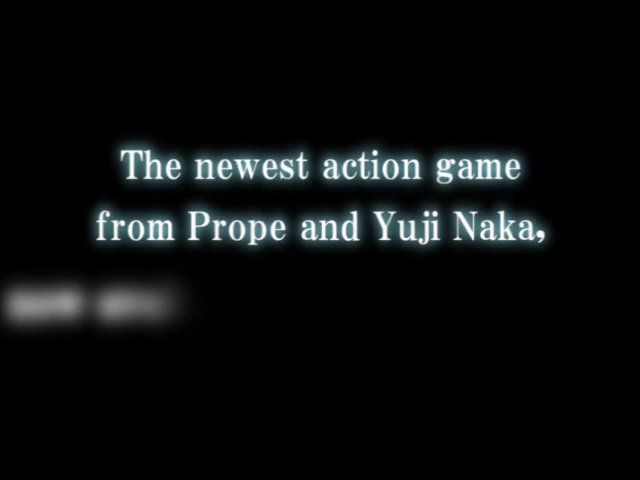 The newest action game
from Prope and Yuji Naka,